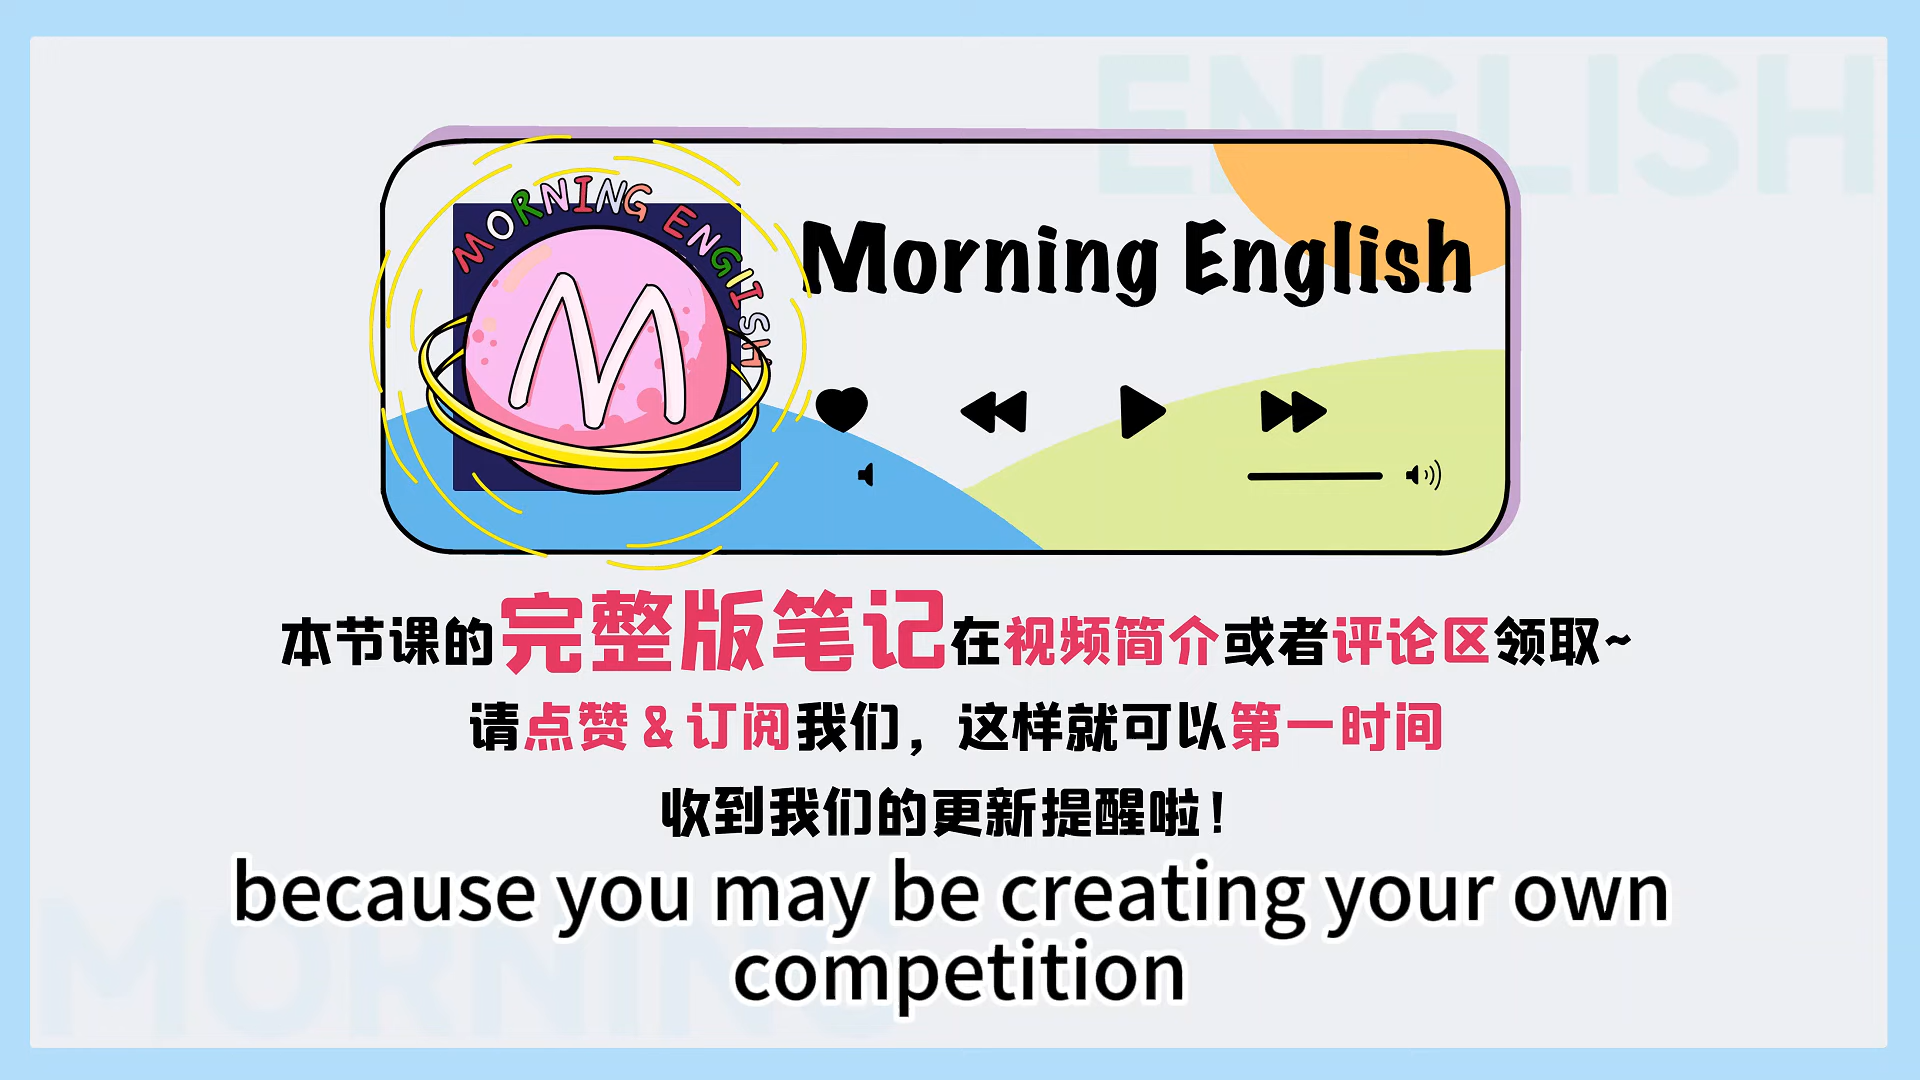 ENGLISH
MORNING ENGLISH
M
Morning English
本节课的完整版笔记在视频简介或者评论区领取~
请点赞&订阅我们，这样就可以第一时间
收到我们的更新提醒啦！
because you may be creating your own
competition
MORNING